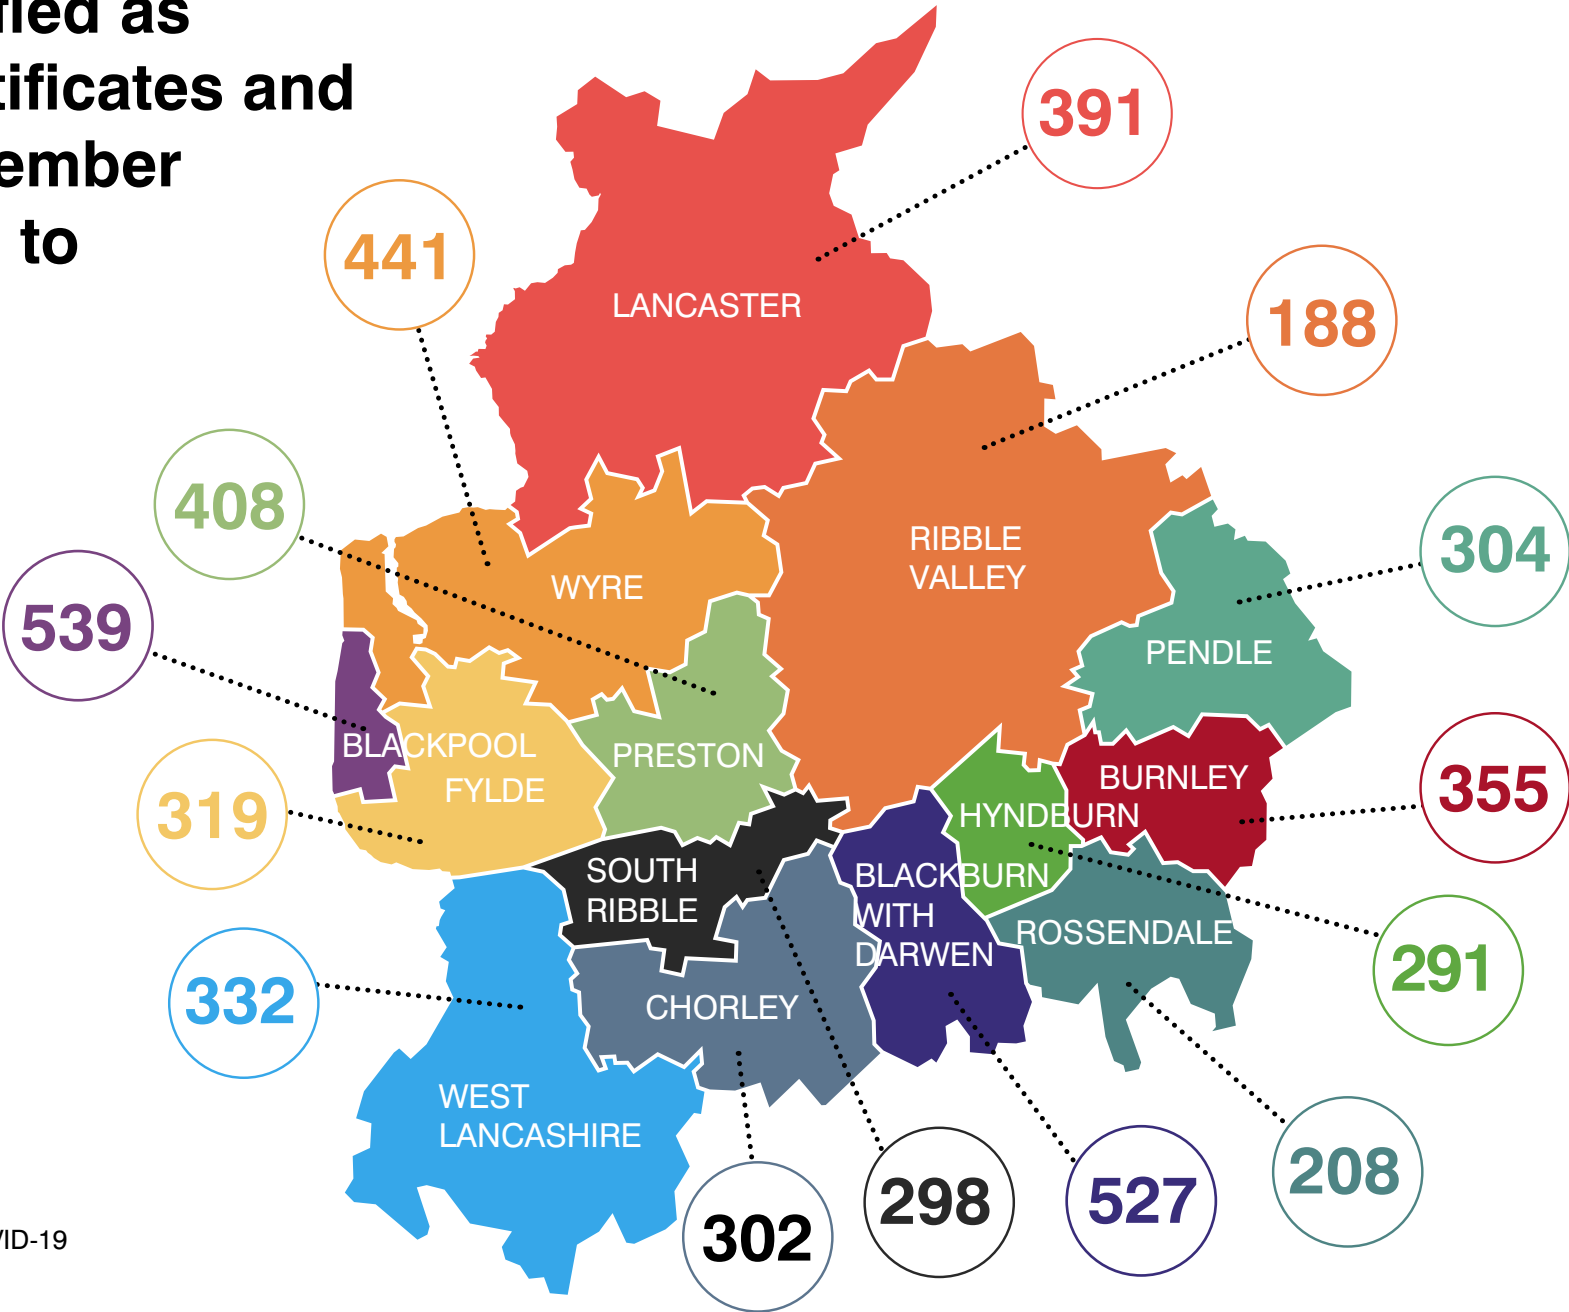 fied as
tificates and
ember
to
391
441
LANCASTER
188
408
RIBBLE
VALLEY
304
WYRE
539
PENDLE
BLACKPOOL
PRESTON
FYLDE
BURNLEY
355
319
HYNDBURN
SOUTH
RIBBLE
BLACKBURN
WITH
DARWEN
ROSSENDALE
291
332
CHORLEY
WEST
LANCASHIRE
208
298
527
302
VID-19